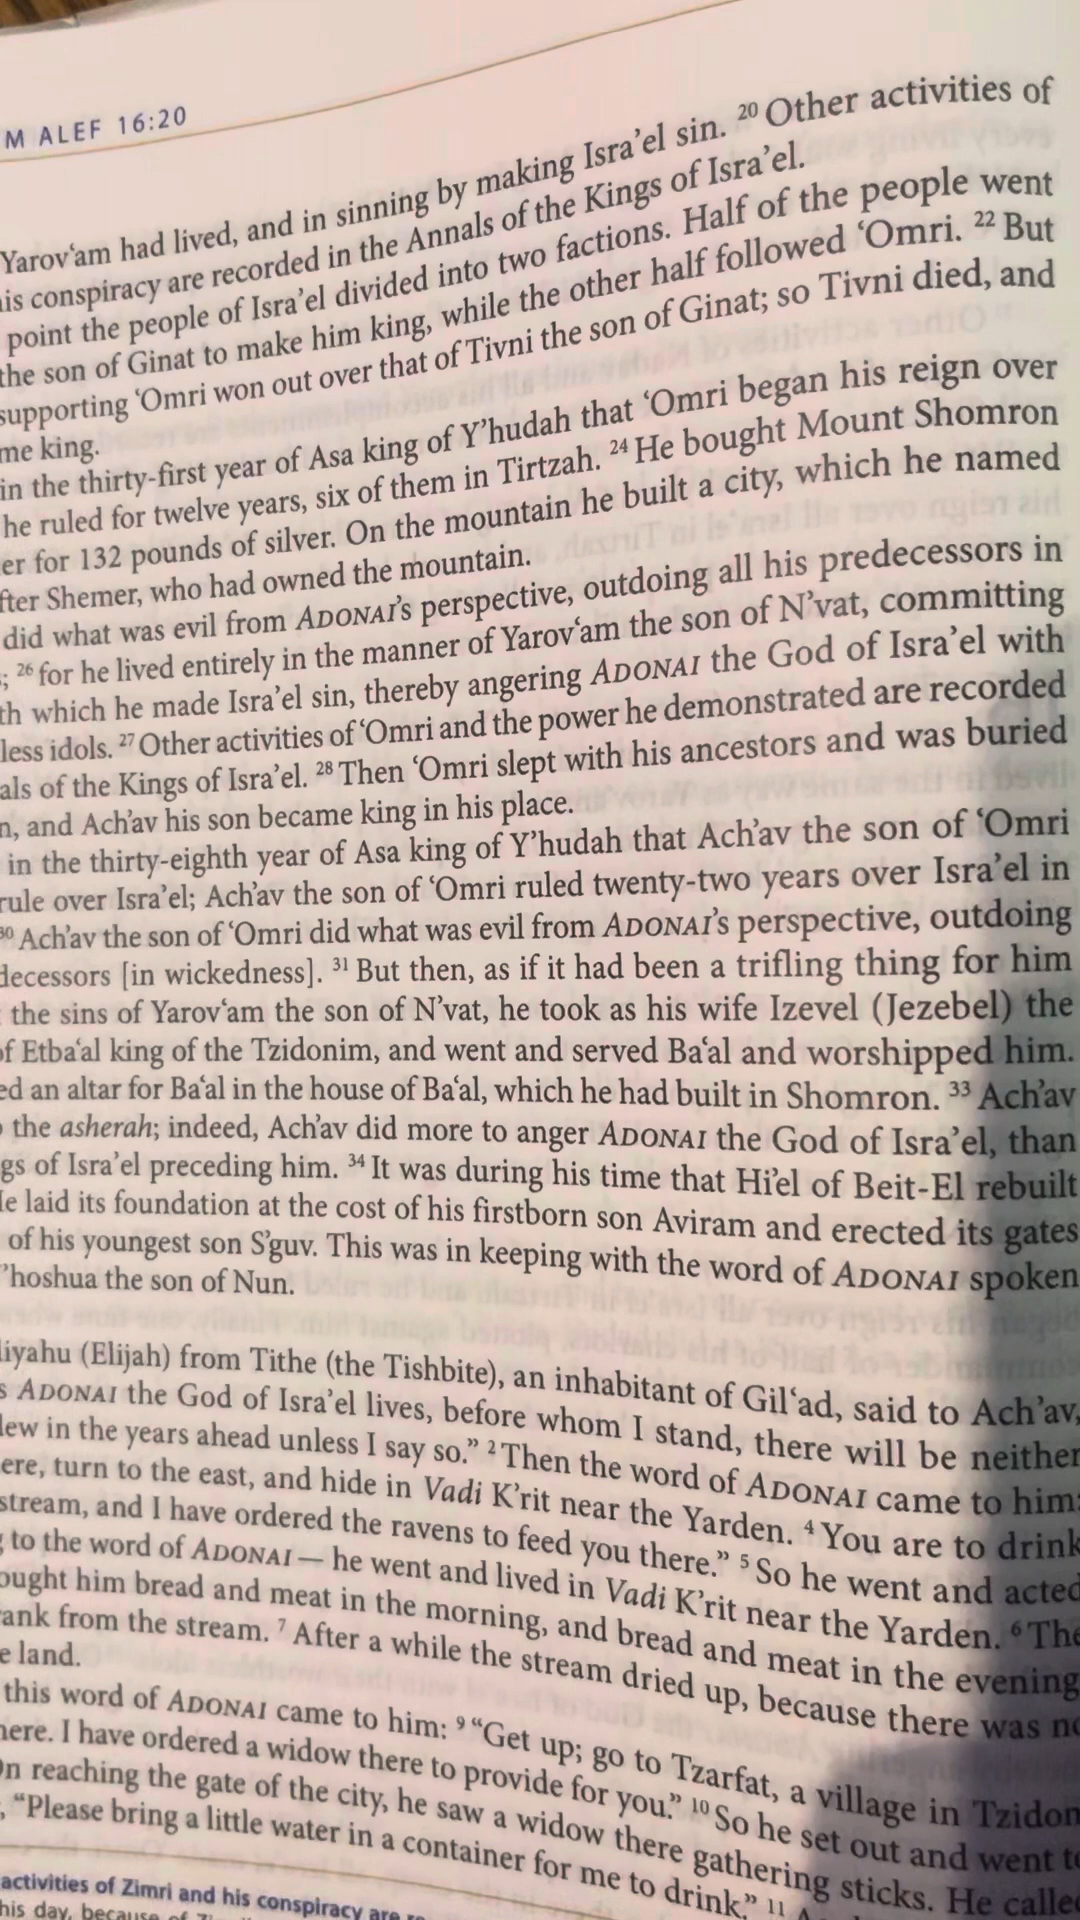 M ALEF 16:20
Yarov‘am had lived, and in sinning by making Isra’el sin. 20 Other activities of
conspiracy are recorded in the Annals of the Kings of Isra’el.
point the people of Isra’el divided into two factions. Half of the people went
the son of Ginat to make him king, while the other half followed ‘Omri. 22 But
supporting ‘Omri won out over that of Tivni the son of Ginat; so Tivni died, and
me king.
in the thirty-first year of Asa king of Y’hudah that ‘Omri began his reign over
he ruled for twelve years, six of them in Tirtzah. 24 He bought Mount Shomron
er for 132 pounds of silver. On the mountain he built a city, which he named
fter Shemer, who had owned the mountain.
did what was evil from ADONAI’s perspective, outdoing all his predecessors in
; 26 for he lived entirely in the manner of Yarov‘am the son of N’vat, committing
th which he made Isra’el sin, thereby angering ADONAI the God of Isra’el with
less idols. 27 Other activities of ‘Omri and the power he demonstrated are recorded
als of the Kings of Isra’el. 28 Then ‘Omri slept with his ancestors and was buried
n, and Ach’av his son became king in his place.
in the thirty-eighth year of Asa king of Y’hudah that Ach’av the son of ‘Omri
rule over Isra’el; Ach’av the son of ‘Omri ruled twenty-two years over Isra’el in
30 Ach’av the son of ‘Omri did what was evil from ADONAI’s perspective, outdoing
decessors [in wickedness]. 31 But then, as if it had been a trifling thing for him
the sins of Yarov‘am the son of N’vat, he took as his wife Izevel (Jezebel) the
of Etba‘al king of the Tzidonim, and went and served Ba‘al and worshipped him.
ed an altar for Ba‘al in the house of Ba‘al, which he had built in Shomron. 33 Ach’av
the asherah; indeed, Ach’av did more to anger ADONAI the God of Isra’el, than
gs of Isra’el preceding him. 34 It was during his time that Hi’el of Beit-El rebuilt
He laid its foundation at the cost of his firstborn son Aviram and erected its gates
of his youngest son S’guv. This was in keeping with the word of ADONAI spoken
’hoshua the son of Nun.
liyahu (Elijah) from Tithe (the Tishbite), an inhabitant of Gil‘ad, said to Ach’av,
s ADONAI the God of Isra’el lives, before whom I stand, there will be neither
dew in the years ahead unless I say so.” 2 Then the word of ADONAI came to him:
ere, turn to the east, and hide in Vadi K’rit near the Yarden. 4 You are to drink
stream, and I have ordered the ravens to feed you there.” 5 So he went and acted
to the word of ADONAI — he went and lived in Vadi K’rit near the Yarden. 6 The
ought him bread and meat in the morning, and bread and meat in the evening
ank from the stream. 7 After a while the stream dried up, because there was no
e land.
this word of ADONAI came to him: 9 “Get up; go to Tzarfat, a village in Tzidon
here. I have ordered a widow there to provide for you.” 10 So he set out and went to
On reaching the gate of the city, he saw a widow there gathering sticks. He called
, “Please bring a little water in a container for me to drink.” 11
activities of Zimri and his conspiracy are
his day, because of